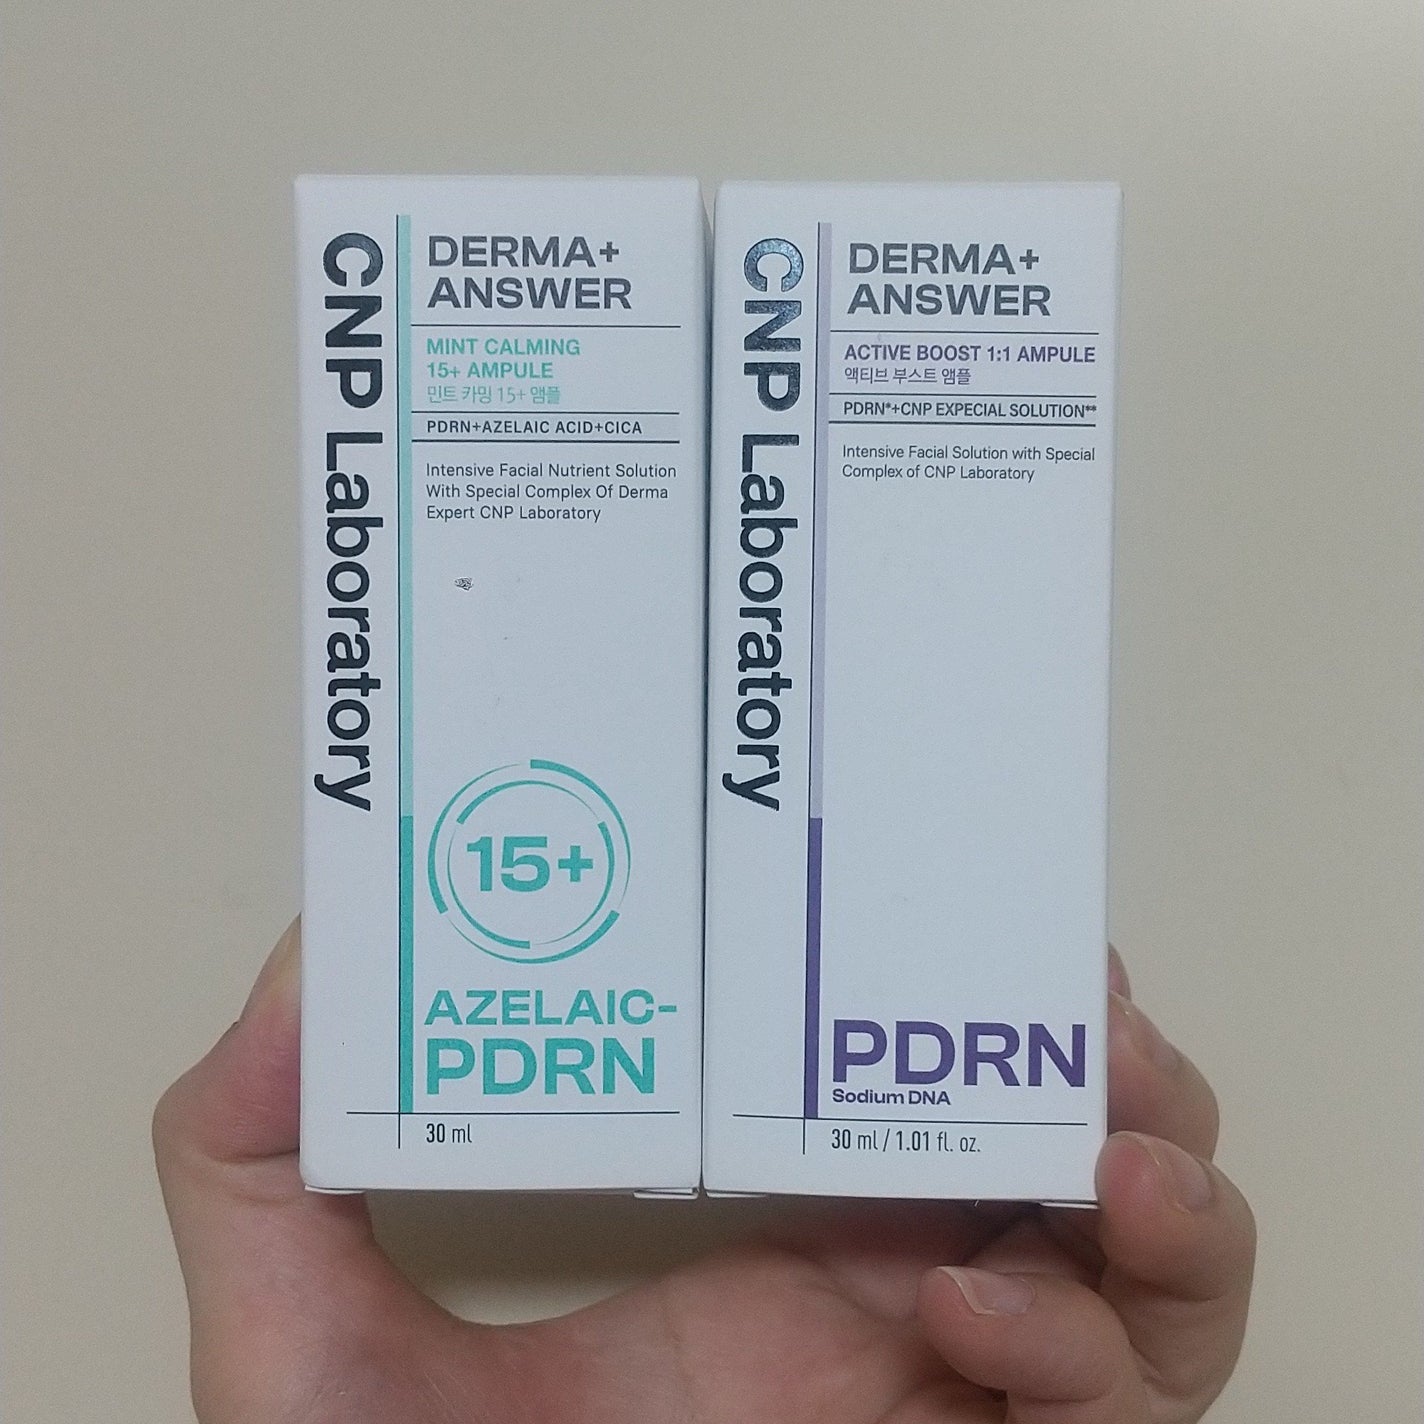 CNP Laboratory
DERMA+
ANSWER
MINT CALMING
15+ AMPULE
민트 카밍 15+ 앰플
PDRN+AZELAIC ACID+CICA
Intensive Facial Nutrient Solution
With Special Complex Of Derma
Expert CNP Laboratory
15+
AZELAIC-
PDRN
30 ml
CNP Laboratory
DERMA+
ANSWER
ACTIVE BOOST 1:1 AMPULE
액티브 부스트 앰플
PDRN*+CNP EXPECIAL SOLUTION**
Intensive Facial Solution with Special
Complex of CNP Laboratory
PDRN
Sodium DNA
30 ml / 1.01 fl. oz.